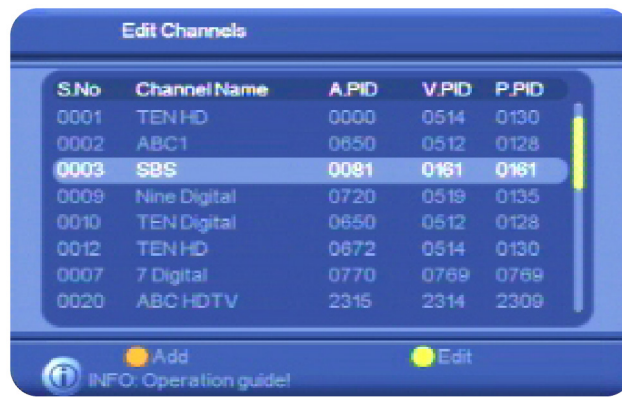 Edit Channels
S.No Channel Name A.PID V.PID P.PID
0001 TEN HD 0000 0514 0130
0002 ABC1 0650 0512 0128
0003 SBS 0081 0161 0161
0009 Nine Digital 0720 0519 0135
0010 TEN Digital 0650 0512 0128
0012 TEN HD 0672 0514 0130
0007 7 Digital 0770 0769 0769
0020 ABC HDTV 2315 2314 2309
Add Edit
INFO: Operation guide!